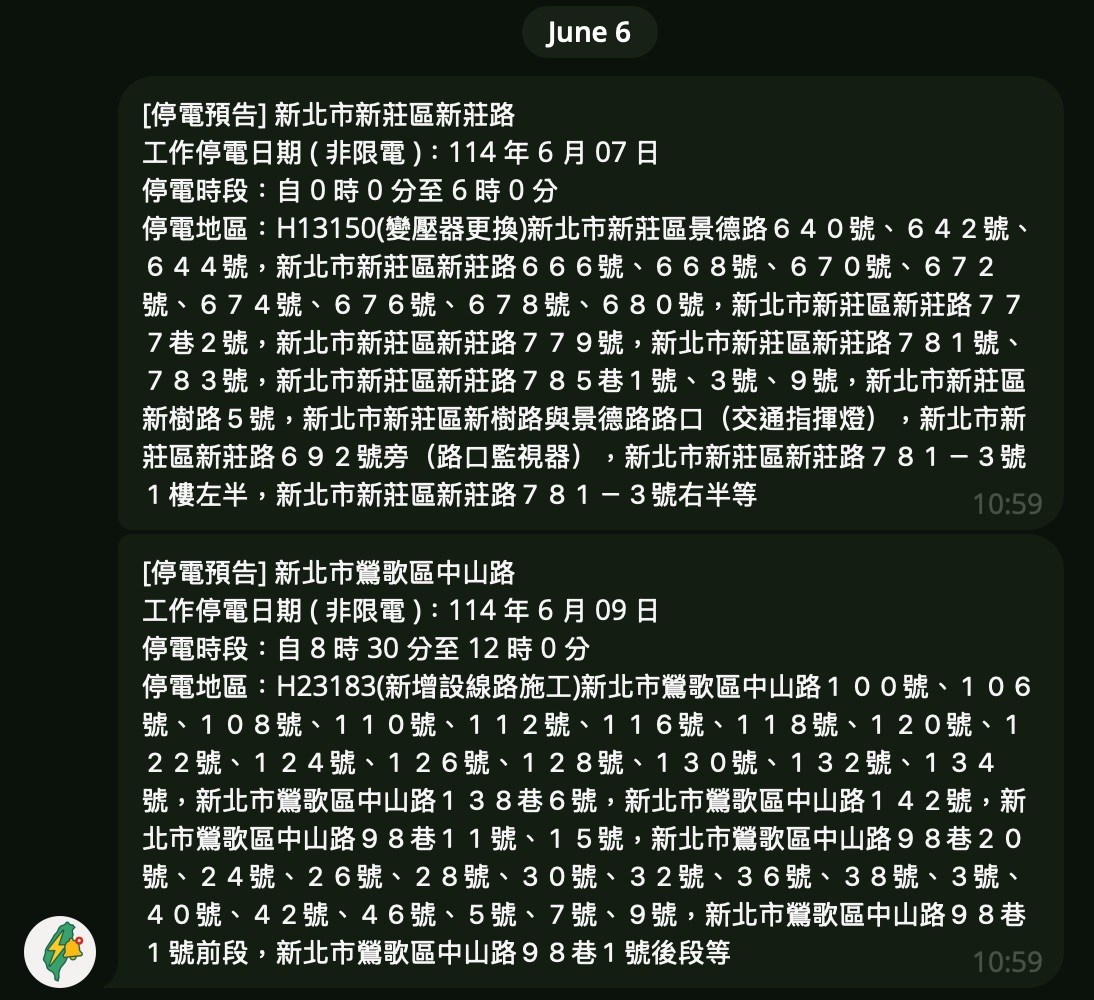 June 6
[停電預告] 新北市新莊區新莊路
工作停電日期 ( 非限電 )：114 年 6 月 07 日
停電時段：自 0 時 0 分至 6 時 0 分
停電地區：H13150(變壓器更換)新北市新莊區景德路６４０號、６４２號、
６４４號，新北市新莊區新莊路６６６號、６６８號、６７０號、６７２
號、６７４號、６７６號、６７８號、６８０號，新北市新莊區新莊路７７
７巷２號，新北市新莊區新莊路７７９號，新北市新莊區新莊路７８１號、
７８３號，新北市新莊區新莊路７８５巷１號、３號、９號，新北市新莊區
新樹路５號，新北市新莊區新樹路與景德路路口（交通指揮燈），新北市新
莊區新莊路６９２號旁（路口監視器），新北市新莊區新莊路７８１－３號
１樓左半，新北市新莊區新莊路７８１－３號右半等
10:59
[停電預告] 新北市鶯歌區中山路
工作停電日期 ( 非限電 )：114 年 6 月 09 日
停電時段：自 8 時 30 分至 12 時 0 分
停電地區：H23183(新增設線路施工)新北市鶯歌區中山路１００號、１０６
號、１０８號、１１０號、１１２號、１１６號、１１８號、１２０號、１
２２號、１２４號、１２６號、１２８號、１３０號、１３２號、１３４
號，新北市鶯歌區中山路１３８巷６號，新北市鶯歌區中山路１４２號，新
北市鶯歌區中山路９８巷１１號、１５號，新北市鶯歌區中山路９８巷２０
號、２４號、２６號、２８號、３０號、３２號、３６號、３８號、３號、
４０號、４２號、４６號、５號、７號、９號，新北市鶯歌區中山路９８巷
１號前段，新北市鶯歌區中山路９８巷１號後段等
10:59